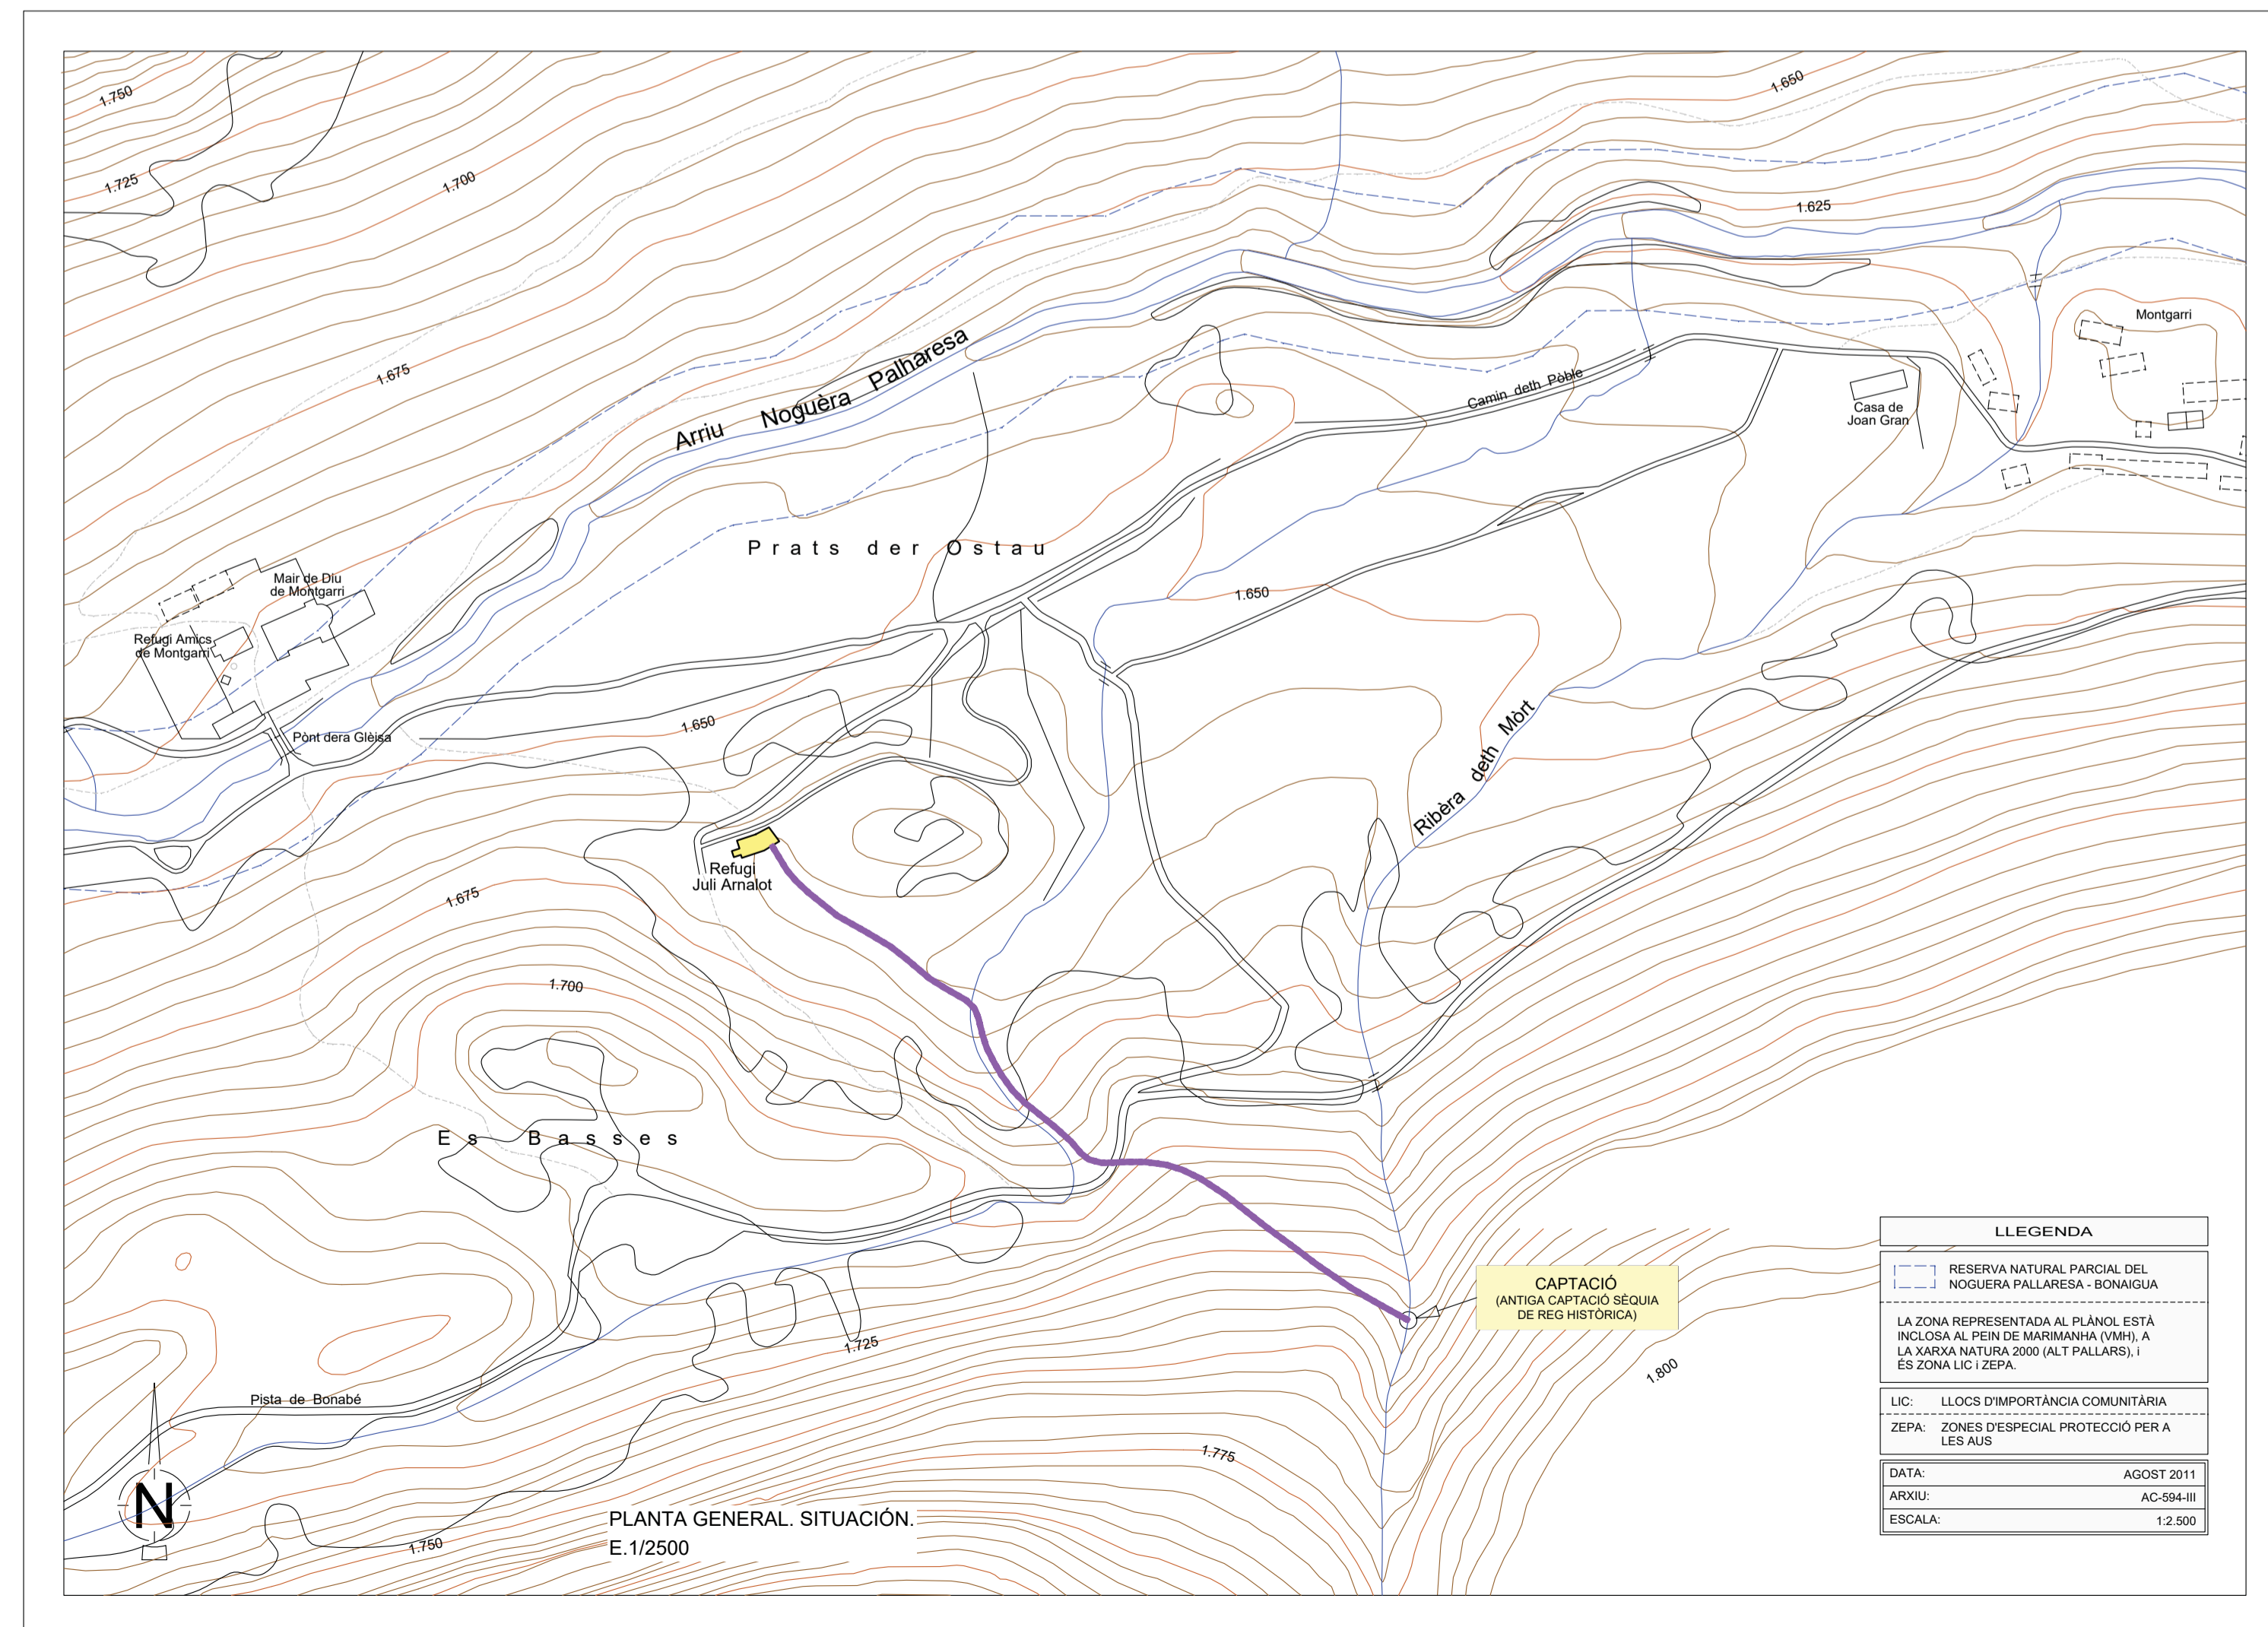 1.750
1.650
1.725
1.700
1.625
Montgarri
1.675
Arriu Noguèra Palharesa
Camin deth Pòble
Casa de
Joan Gran
Prats der Ostau
Mair de Diu
de Montgarri
1.650
Refugi Amics
de Montgarri
Pònt dera Glèisa
1.650
Ribèra deth Mòrt
Refugi
Juli Arnalot
1.675
1.700
Es Basses
CAPTACIÓ
(ANTIGA CAPTACIÓ SÈQUIA
DE REG HISTÒRICA)
1.725
1.800
Pista de Bonabé
1.775
N
1.750
PLANTA GENERAL. SITUACIÓN.
E.1/2500
LLEGENDA
RESERVA NATURAL PARCIAL DEL
NOGUERA PALLARESA - BONAIGUA
LA ZONA REPRESENTADA AL PLÀNOL ESTÀ
INCLOSA AL PEIN DE MARIMANHA (VMH), A
LA XARXA NATURA 2000 (ALT PALLARS), i
ÉS ZONA LIC i ZEPA.
LIC: LLOCS D'IMPORTÀNCIA COMUNITÀRIA
ZEPA: ZONES D'ESPECIAL PROTECCIÓ PER A
LES AUS
DATA: AGOST 2011
ARXIU: AC-594-III
ESCALA: 1:2.500